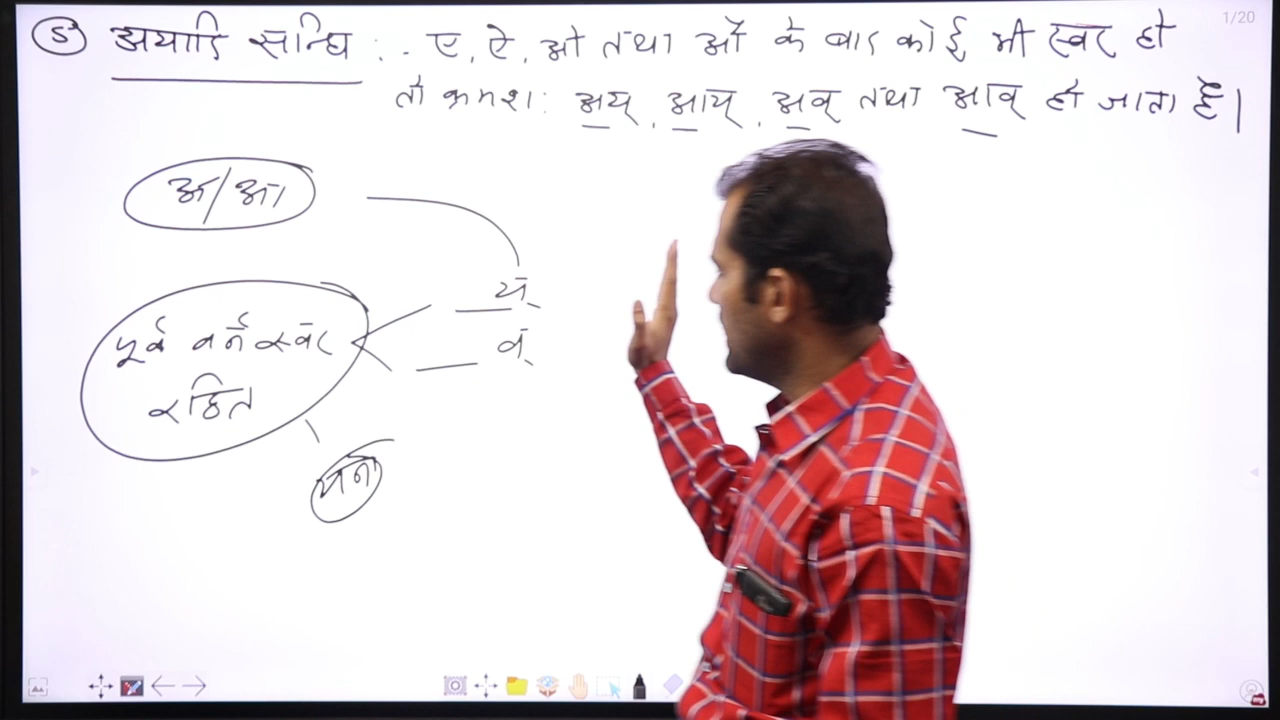 1/20
⑤ अयादि सन्धि :- ए, ऐ, ओ तथा औ के बाद कोई भी स्वर हो
तो क्रमशः अय्, आय्, अव् तथा आव् हो जाता है।
अ/आ
य्
पूर्व वर्ण स्वर
व्
रहित